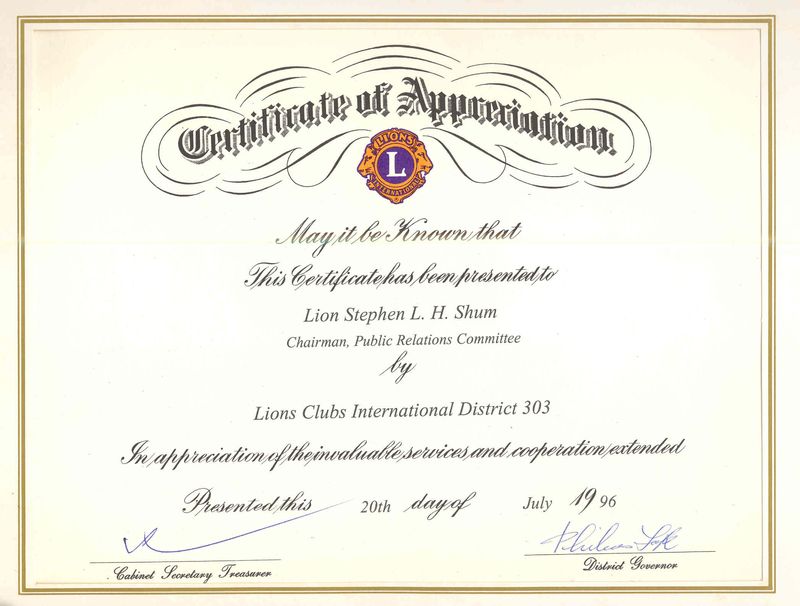 Certificate of Appreciation
LIONS
L
INTERNATIONAL
May it be Known that
This Certificate has been presented to
Lion Stephen L. H. Shum
Chairman, Public Relations Committee
by
Lions Clubs International District 303
In appreciation of the invaluable services and cooperation extended
Presented this 20th day of July 1996
Cabinet Secretary Treasurer District Governor